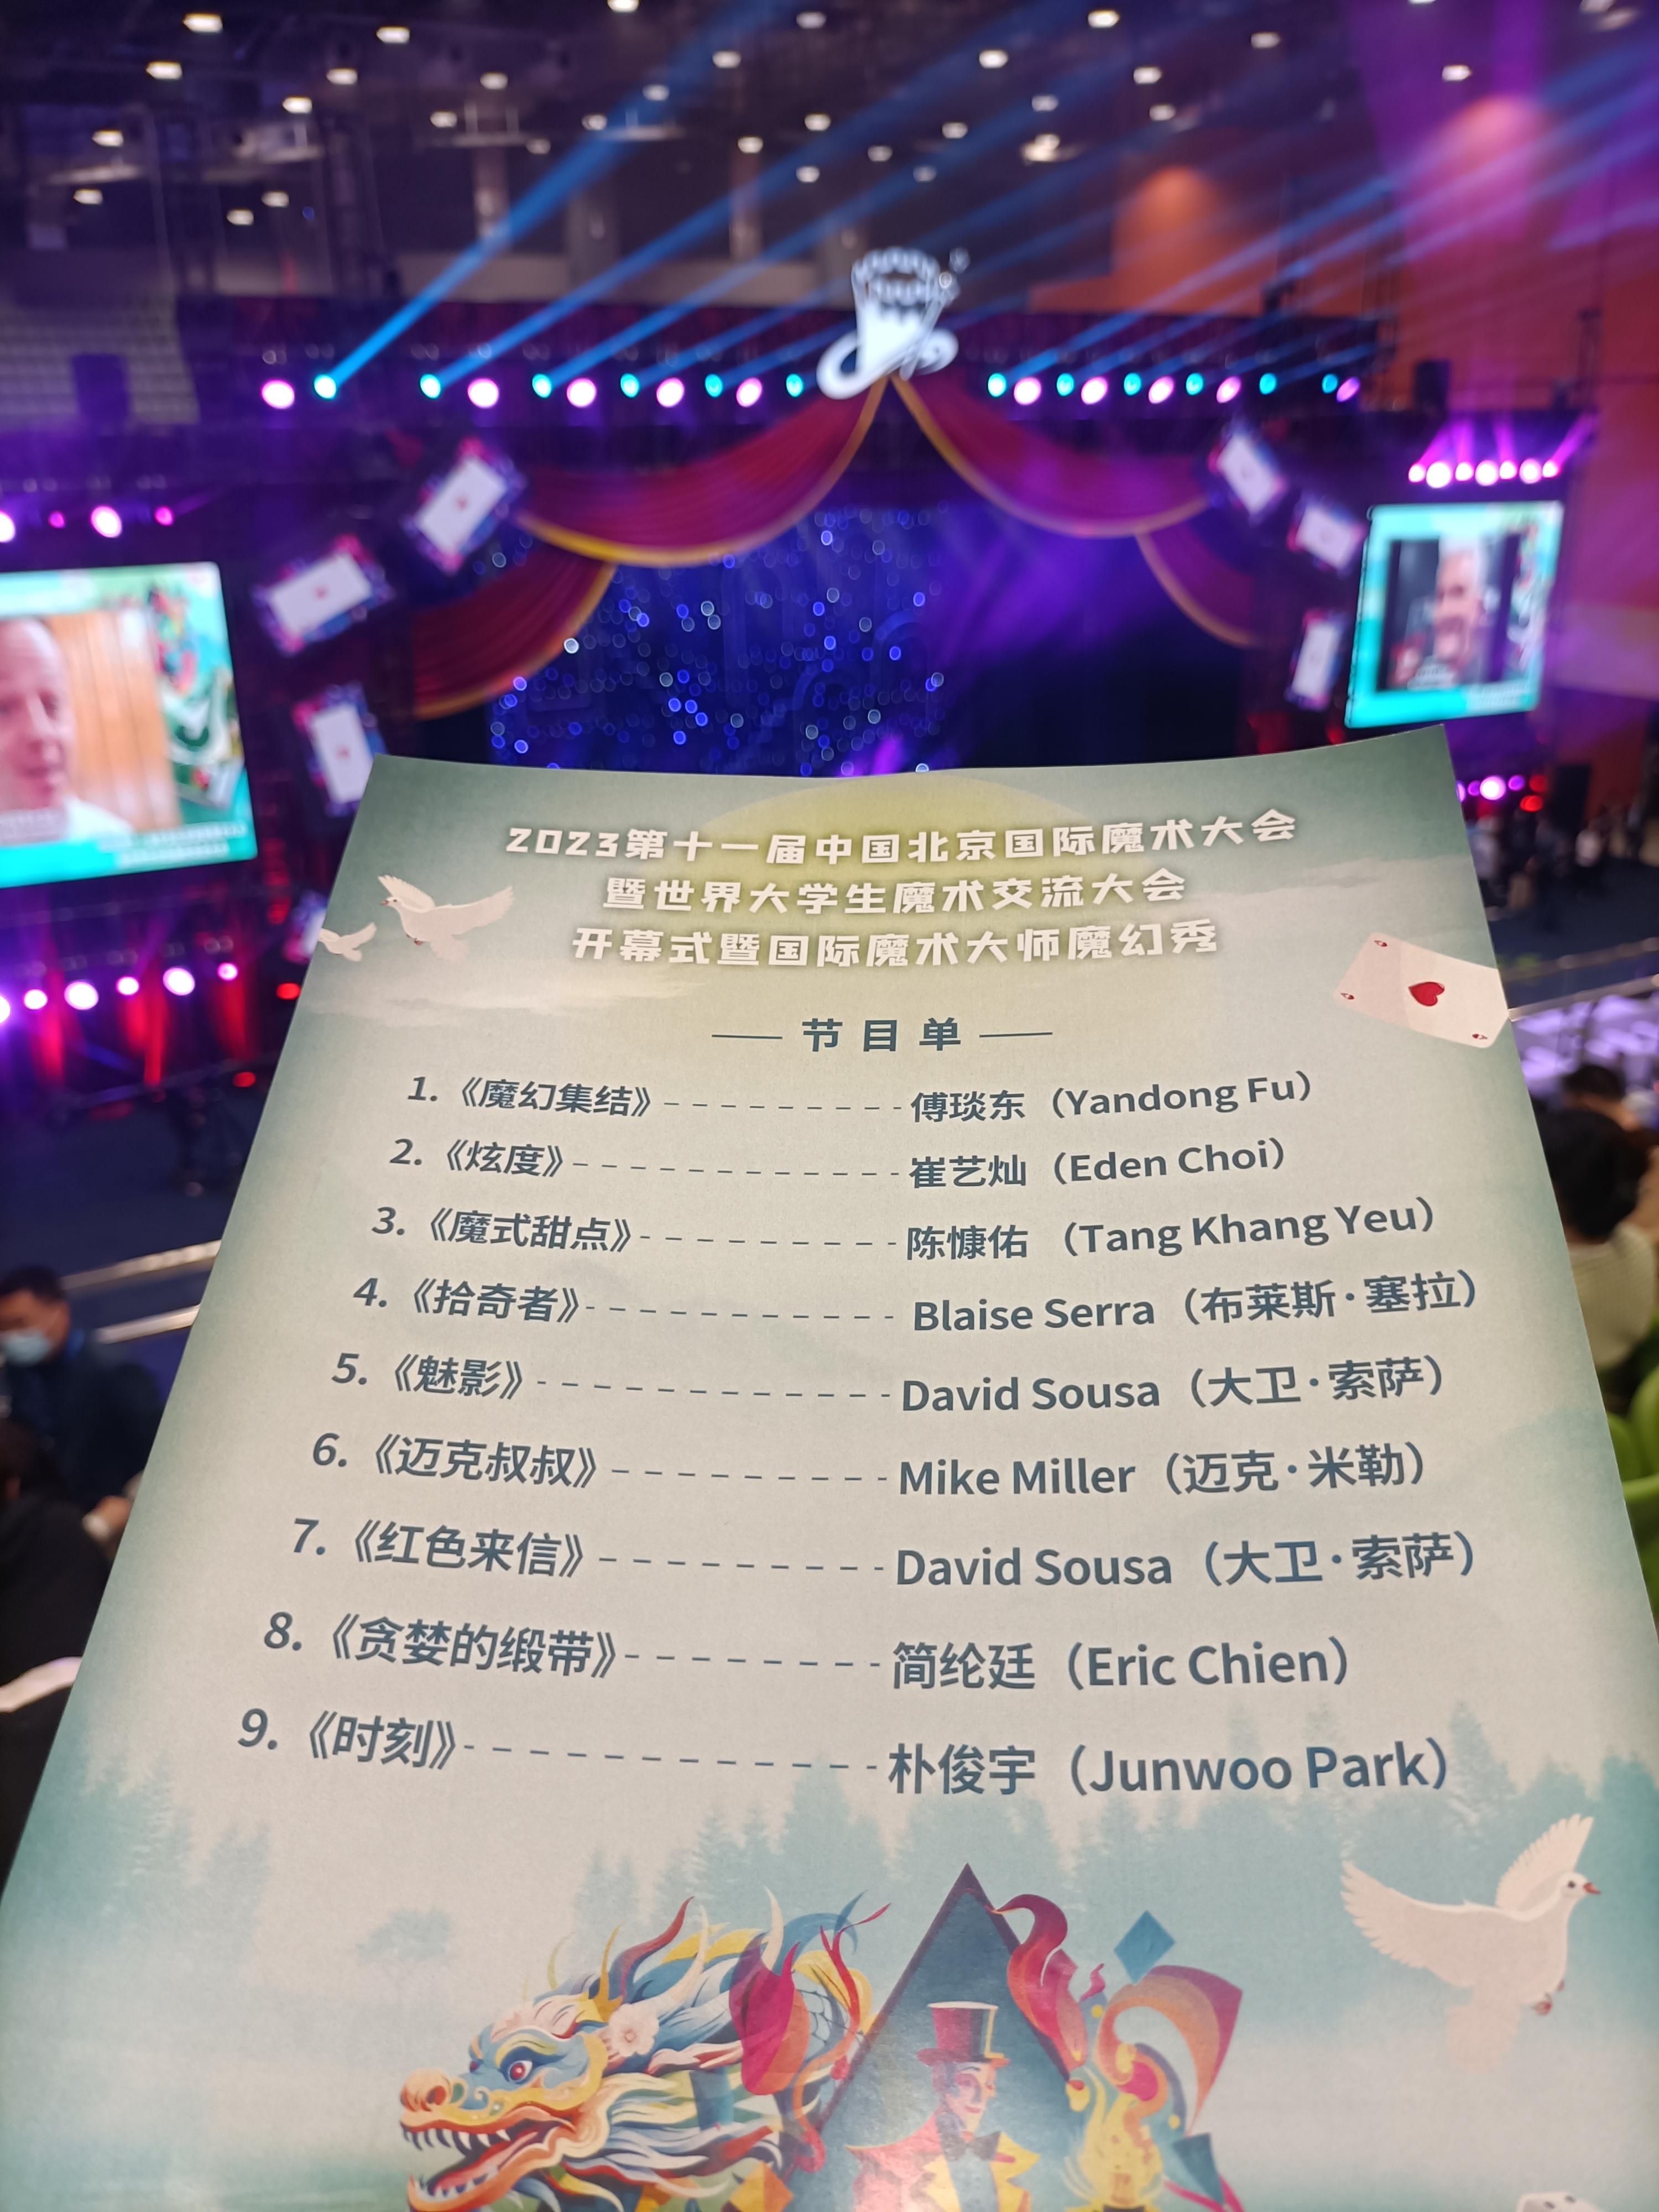 2023第十一届中国北京国际魔术大会
暨世界大学生魔术交流大会
开幕式暨国际魔术大师魔幻秀
—— 节目单 ——
1.《魔幻集结》---------傅琰东（Yandong Fu）
2.《炫度》-------------崔艺灿（Eden Choi）
3.《魔式甜点》---------陈慷佑 （Tang Khang Yeu）
4.《拾奇者》----------Blaise Serra（布莱斯·塞拉）
5.《魅影》-------------David Sousa（大卫·索萨）
6.《迈克叔叔》---------Mike Miller（迈克·米勒）
7.《红色来信》---------David Sousa（大卫·索萨）
8.《贪婪的缎带》--------简纶廷（Eric Chien）
9.《时刻》-------------朴俊宇（Junwoo Park）